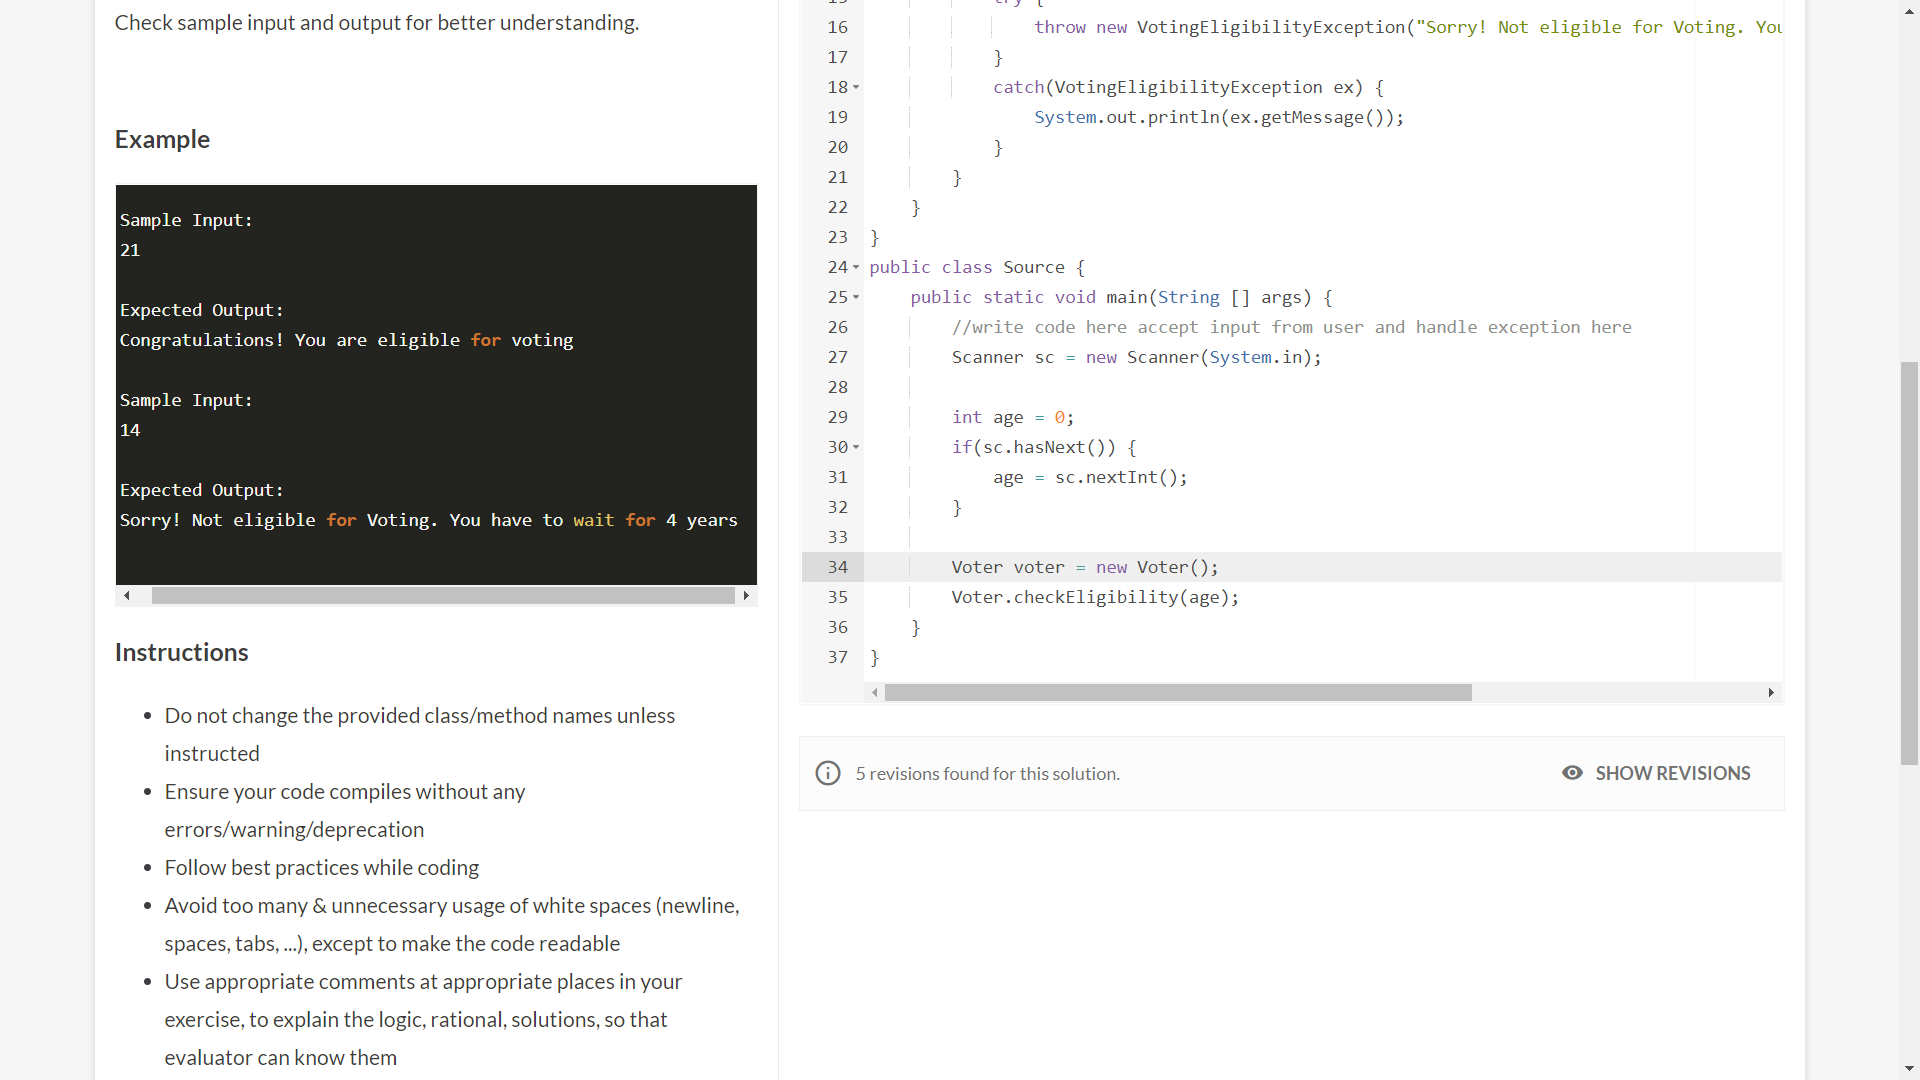 Check sample input and output for better understanding.
Example
Sample Input:
21
Expected Output:
Congratulations! You are eligible for voting
Sample Input:
14
Expected Output:
Sorry! Not eligible for Voting. You have to wait for 4 years
Instructions
• Do not change the provided class/method names unless
instructed
• Ensure your code compiles without any
errors/warning/deprecation
• Follow best practices while coding
• Avoid too many & unnecessary usage of white spaces (newline,
spaces, tabs, ...), except to make the code readable
• Use appropriate comments at appropriate places in your
exercise, to explain the logic, rational, solutions, so that
evaluator can know them
15 try {
16 throw new VotingEligibilityException("Sorry! Not eligible for Voting. You
17 }
18 catch(VotingEligibilityException ex) {
19 System.out.println(ex.getMessage());
20 }
21 }
22 }
23 }
24 public class Source {
25 public static void main(String [] args) {
26 //write code here accept input from user and handle exception here
27 Scanner sc = new Scanner(System.in);
28
29 int age = 0;
30 if(sc.hasNext()) {
31 age = sc.nextInt();
32 }
33
34 Voter voter = new Voter();
35 Voter.checkEligibility(age);
36 }
37 }
5 revisions found for this solution.
SHOW REVISIONS